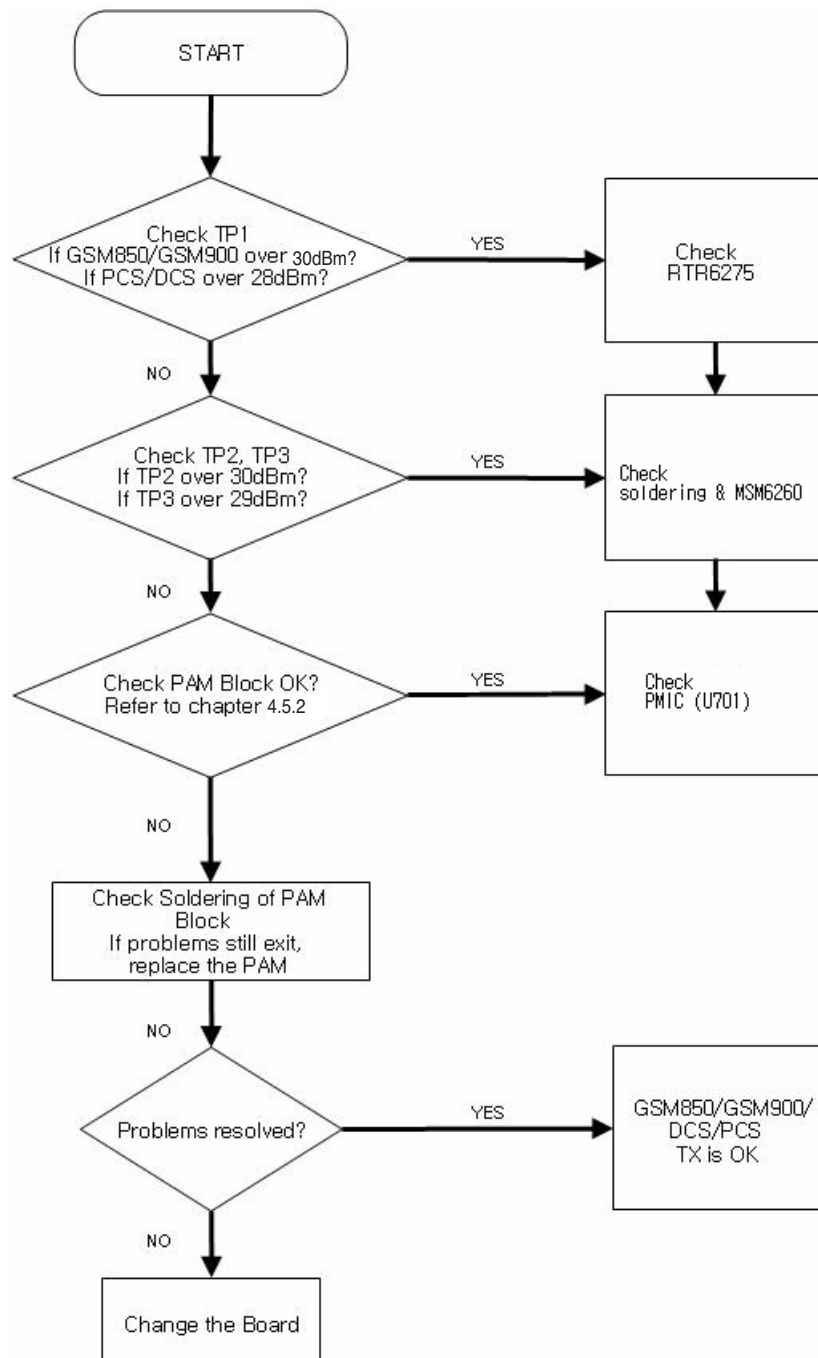 START
Check TP1
If GSM850/GSM900 over 30dBm?
If PCS/DCS over 28dBm?
YES
Check
RTR6275
NO
Check TP2, TP3
If TP2 over 30dBm?
If TP3 over 29dBm?
YES
Check
soldering & MSM6260
NO
Check PAM Block OK?
Refer to chapter 4.5.2
YES
Check
PMIC (U701)
NO
Check Soldering of PAM
Block
If problems still exit,
replace the PAM
NO
Problems resolved?
YES
GSM850/GSM900/
DCS/PCS
TX is OK
NO
Change the Board